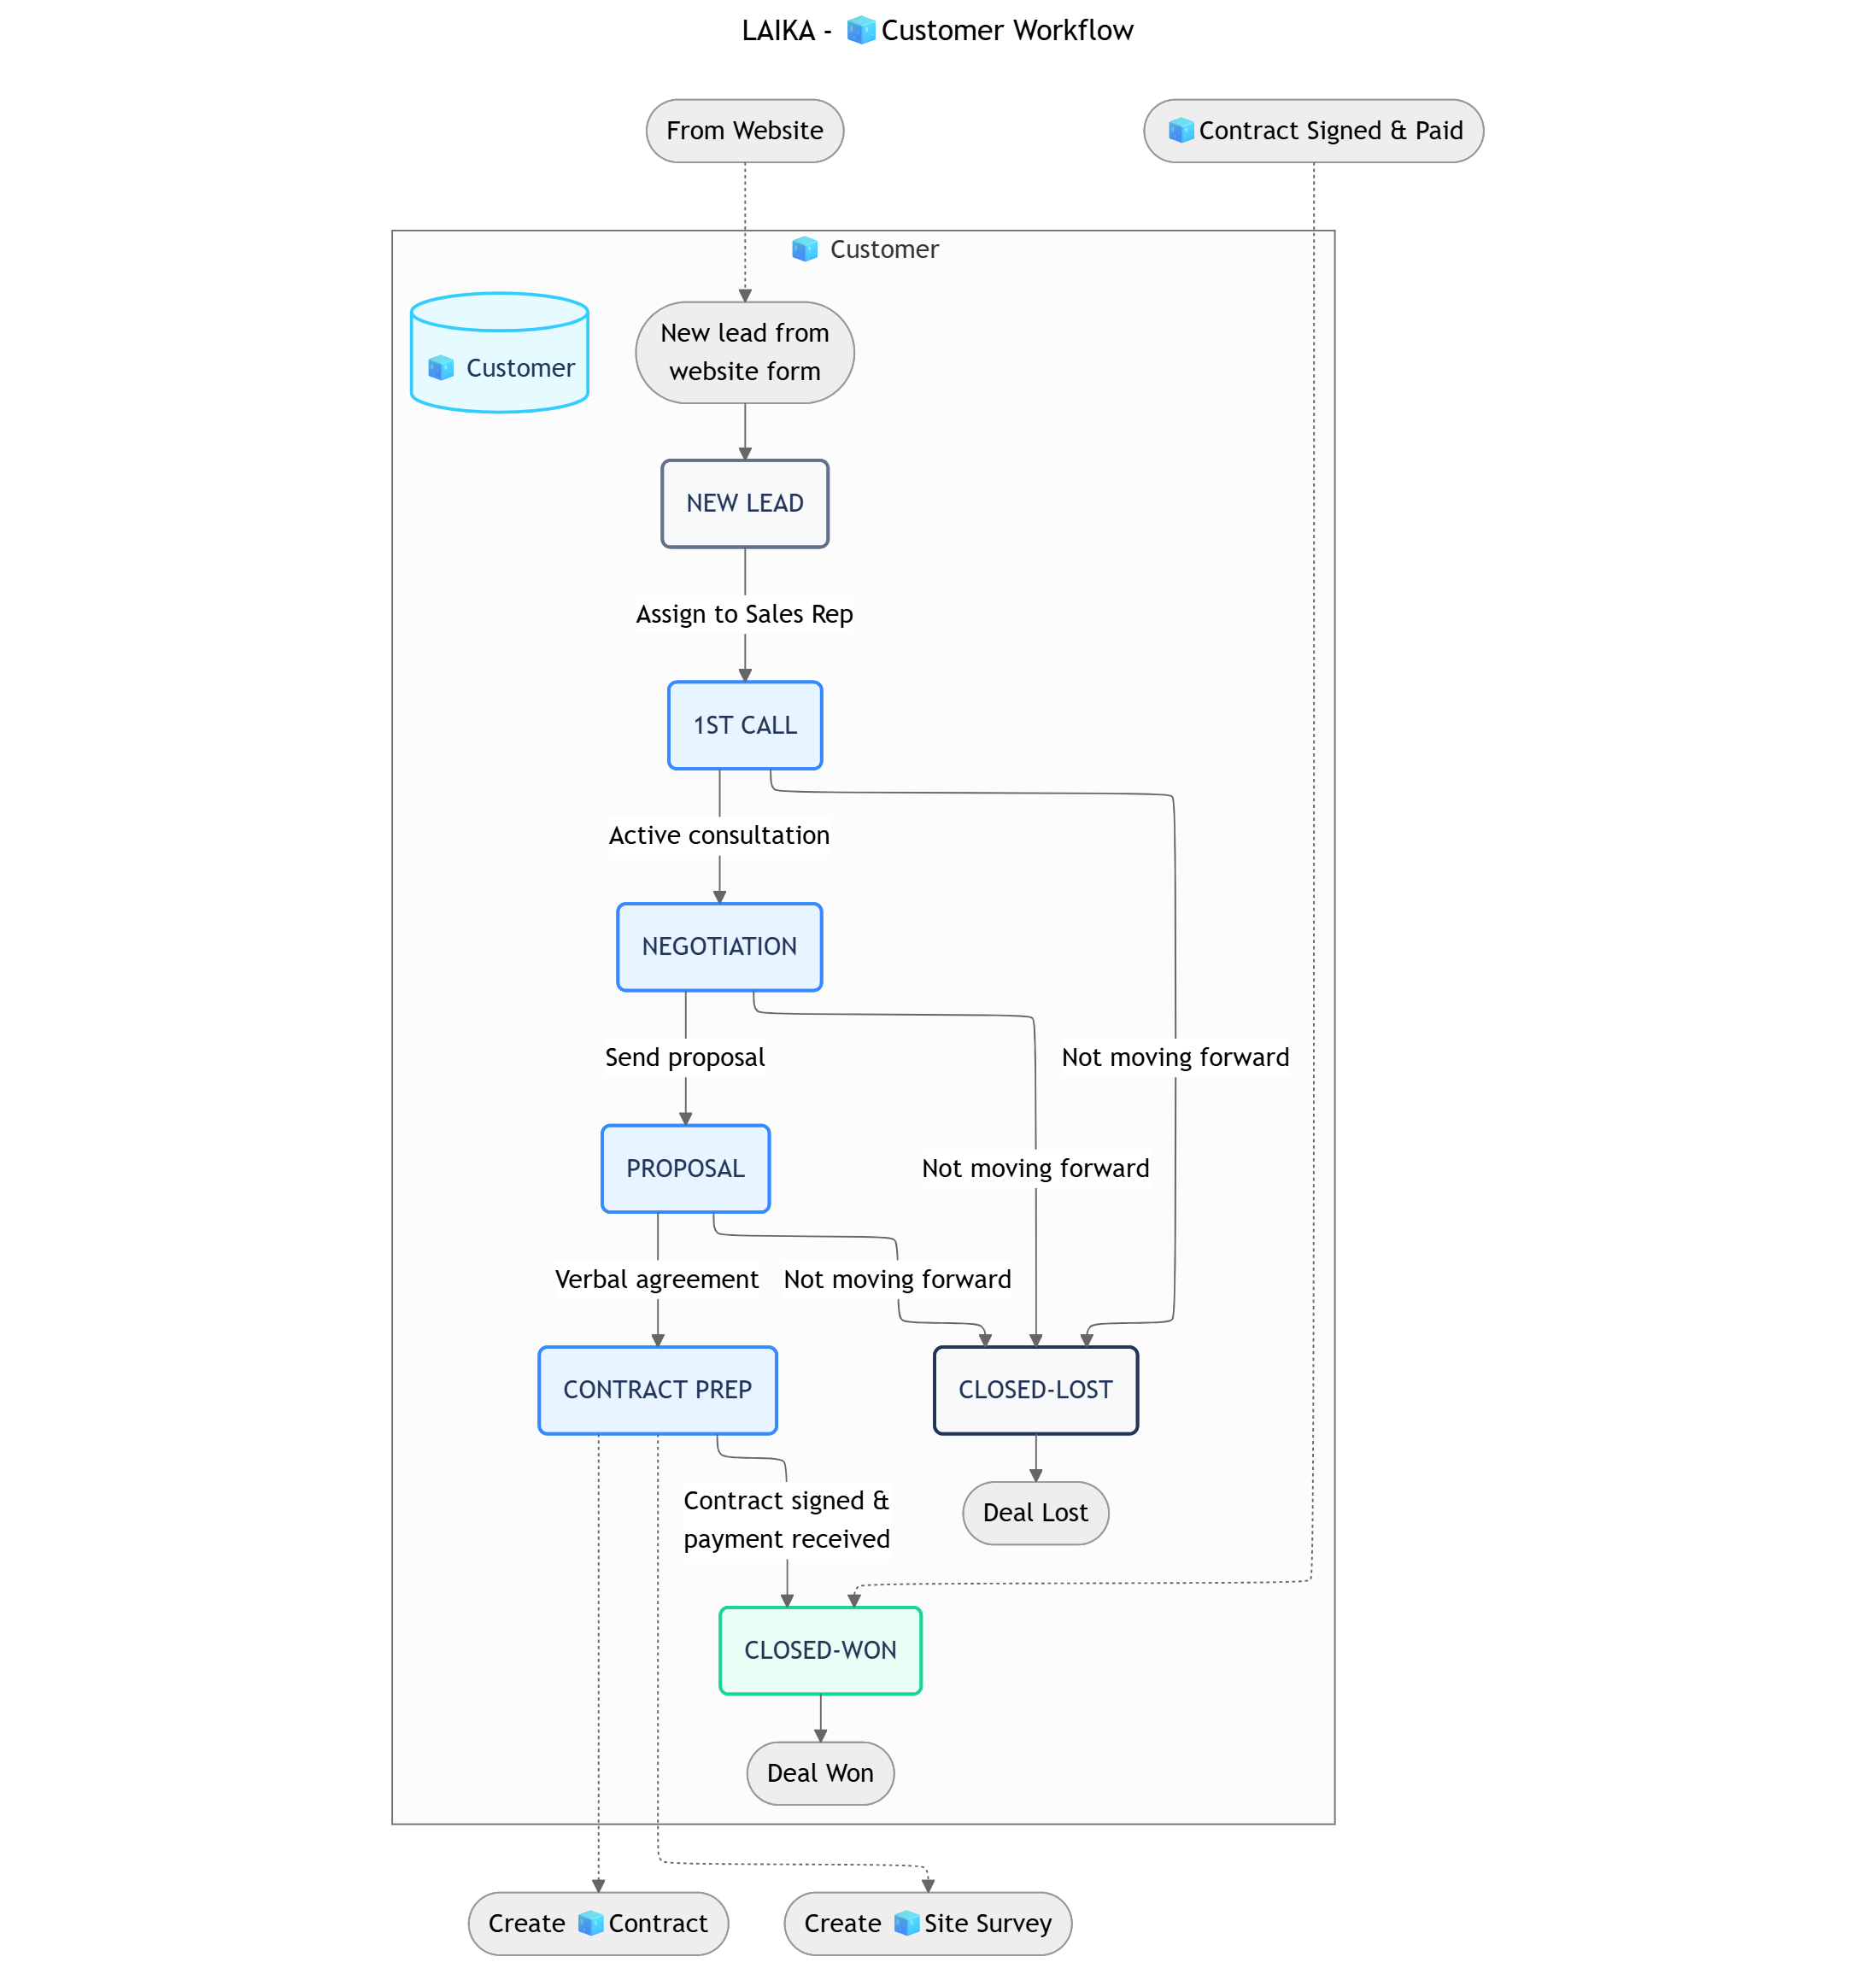 LAIKA - 🧊Customer Workflow
From Website
🧊Contract Signed & Paid
🧊 Customer
🧊 Customer
New lead from
website form
NEW LEAD
Assign to Sales Rep
1ST CALL
Active consultation
NEGOTIATION
Send proposal
Not moving forward
PROPOSAL
Not moving forward
Verbal agreement
Not moving forward
CONTRACT PREP
CLOSED-LOST
Contract signed &
payment received
Deal Lost
CLOSED-WON
Deal Won
Create 🧊Contract
Create 🧊Site Survey